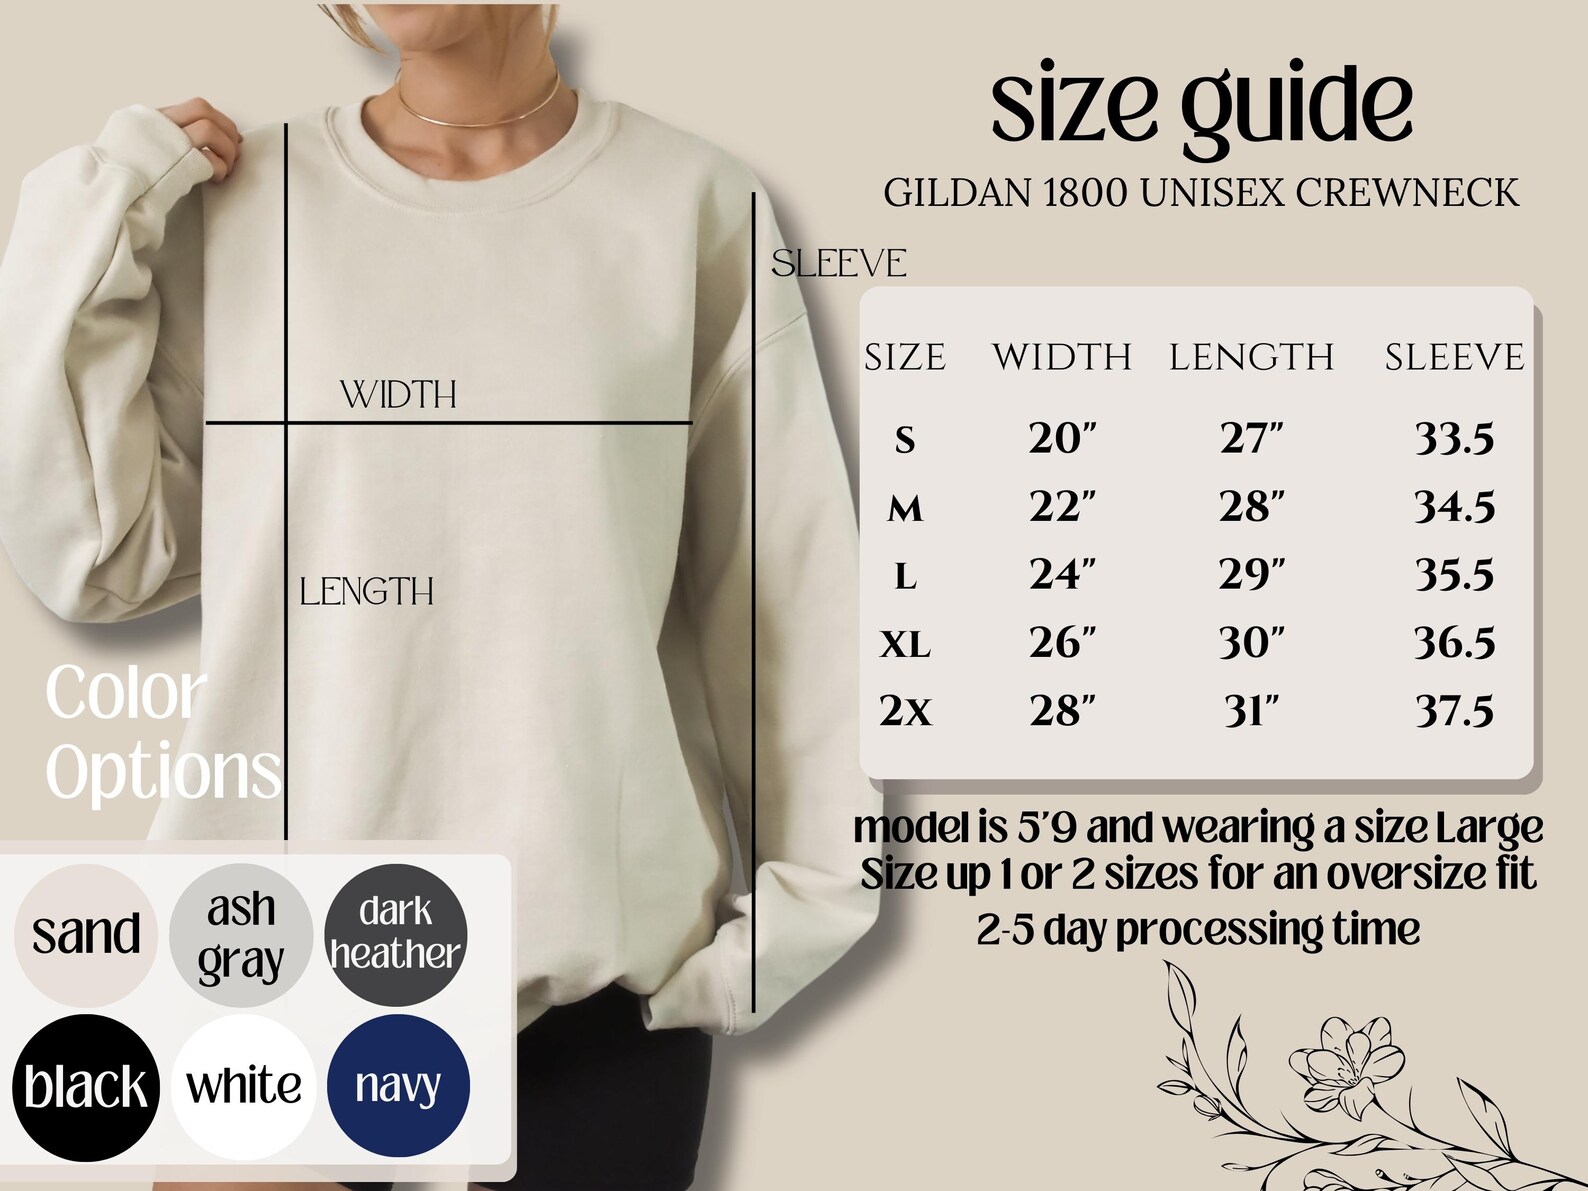 size guide
GILDAN 1800 UNISEX CREWNECK
SLEEVE
WIDTH
LENGTH
SIZE WIDTH LENGTH SLEEVE
S 20" 27" 33.5
M 22" 28" 34.5
L 24" 29" 35.5
XL 26" 30" 36.5
2X 28" 31" 37.5
model is 5'9 and wearing a size Large
Size up 1 or 2 sizes for an oversize fit
2-5 day processing time
Color
Options
sand
ash
gray
dark
heather
black
white
navy